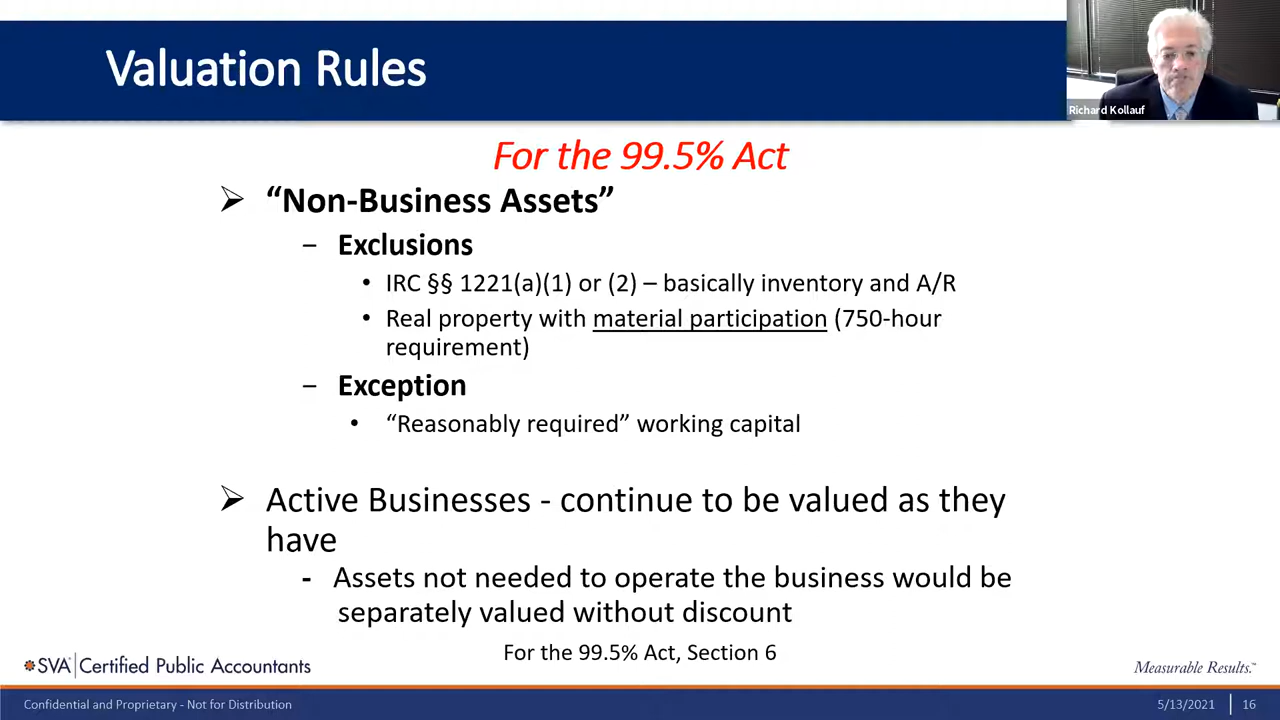 Valuation Rules
Richard Kollauf
For the 99.5% Act
➢ “Non-Business Assets”
– Exclusions
• IRC §§ 1221(a)(1) or (2) – basically inventory and A/R
• Real property with material participation (750-hour
requirement)
– Exception
• “Reasonably required” working capital
➢ Active Businesses - continue to be valued as they
have
- Assets not needed to operate the business would be
separately valued without discount
For the 99.5% Act, Section 6
SVA Certified Public Accountants
Measurable Results.™
Confidential and Proprietary - Not for Distribution
5/13/2021 16